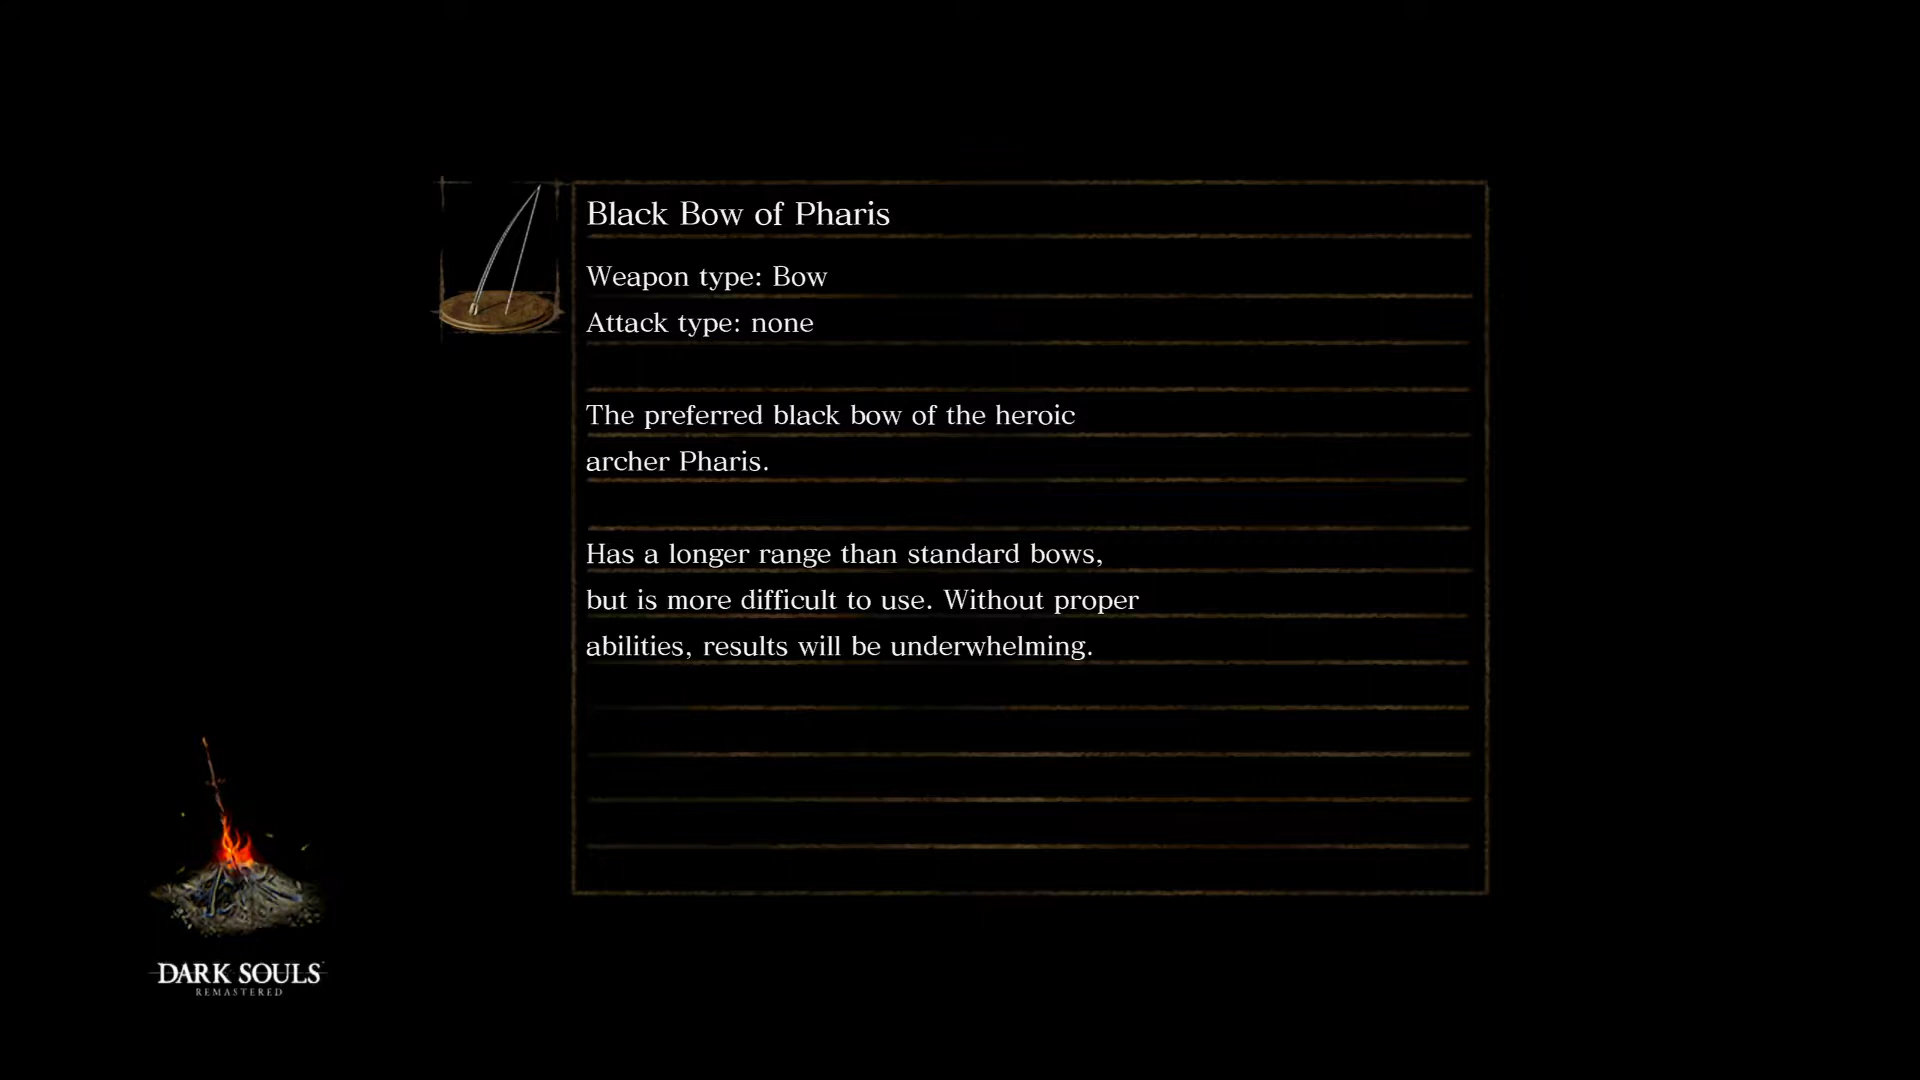 Black Bow of Pharis
Weapon type: Bow
Attack type: none
The preferred black bow of the heroic
archer Pharis.
Has a longer range than standard bows,
but is more difficult to use. Without proper
abilities, results will be underwhelming.
DARK SOULS
REMASTERED